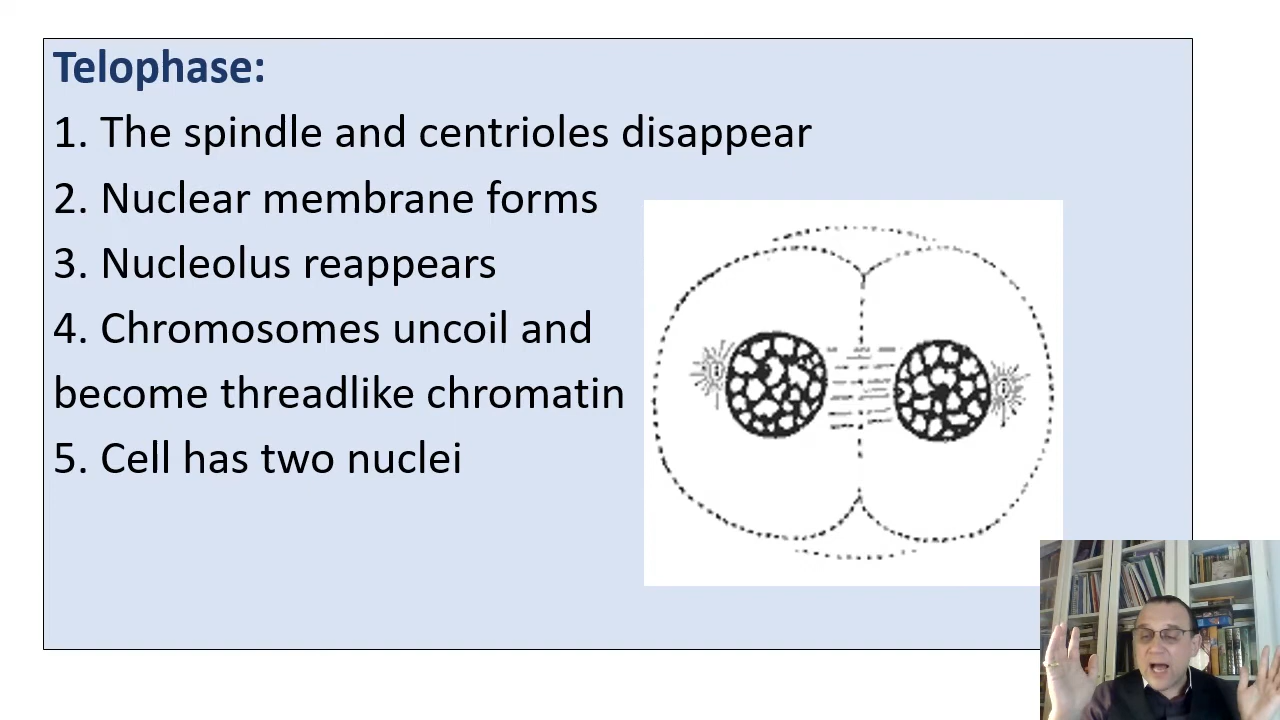 Telophase:
1. The spindle and centrioles disappear
2. Nuclear membrane forms
3. Nucleolus reappears
4. Chromosomes uncoil and
become threadlike chromatin
5. Cell has two nuclei